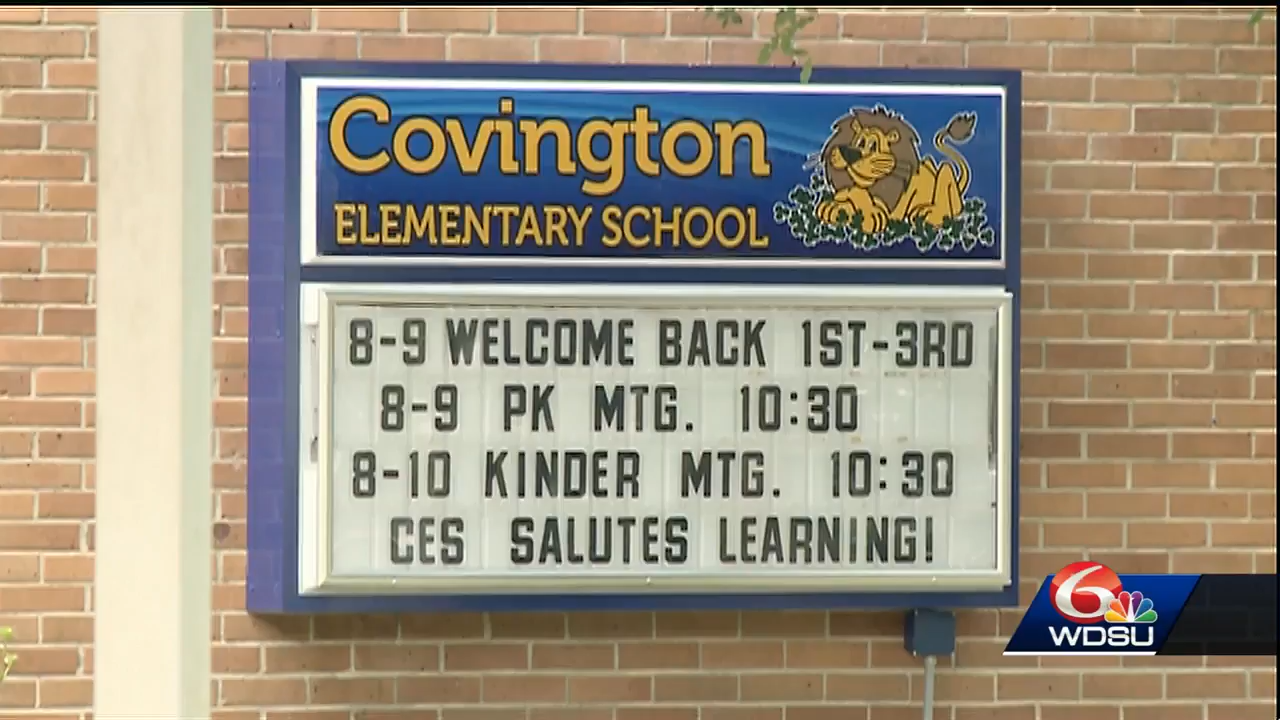 Covington
ELEMENTARY SCHOOL
8-9 WELCOME BACK 1ST-3RD
8-9 PK MTG. 10:30
8-10 KINDER MTG. 10:30
CES SALUTES LEARNING!
6
WDSU